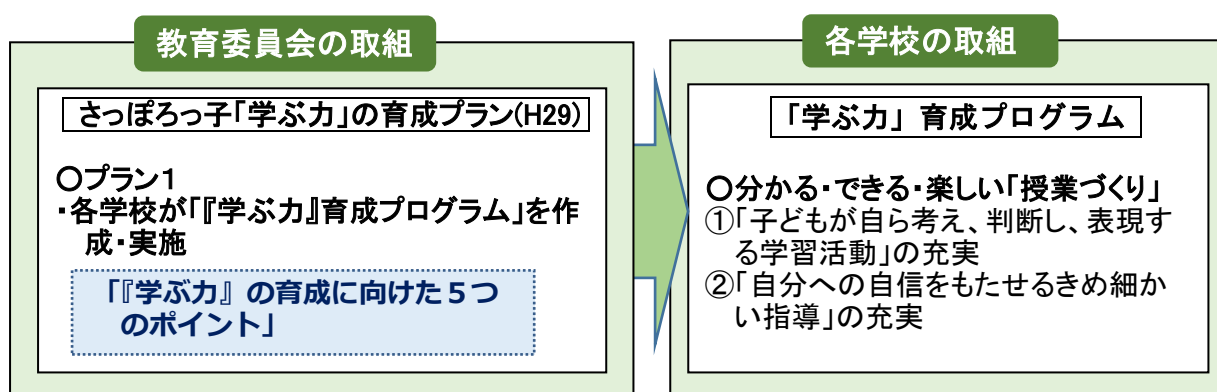 教育委員会の取組
さっぽろっ子「学ぶ力」の育成プラン(H29)
○プラン1
・各学校が「『学ぶ力』育成プログラム」を作
成・実施
「『学ぶ力』の育成に向けた５つ
のポイント」
各学校の取組
「学ぶ力」育成プログラム
○分かる・できる・楽しい「授業づくり」
①「子どもが自ら考え、判断し、表現す
る学習活動」の充実
②「自分への自信をもたせるきめ細か
い指導」の充実